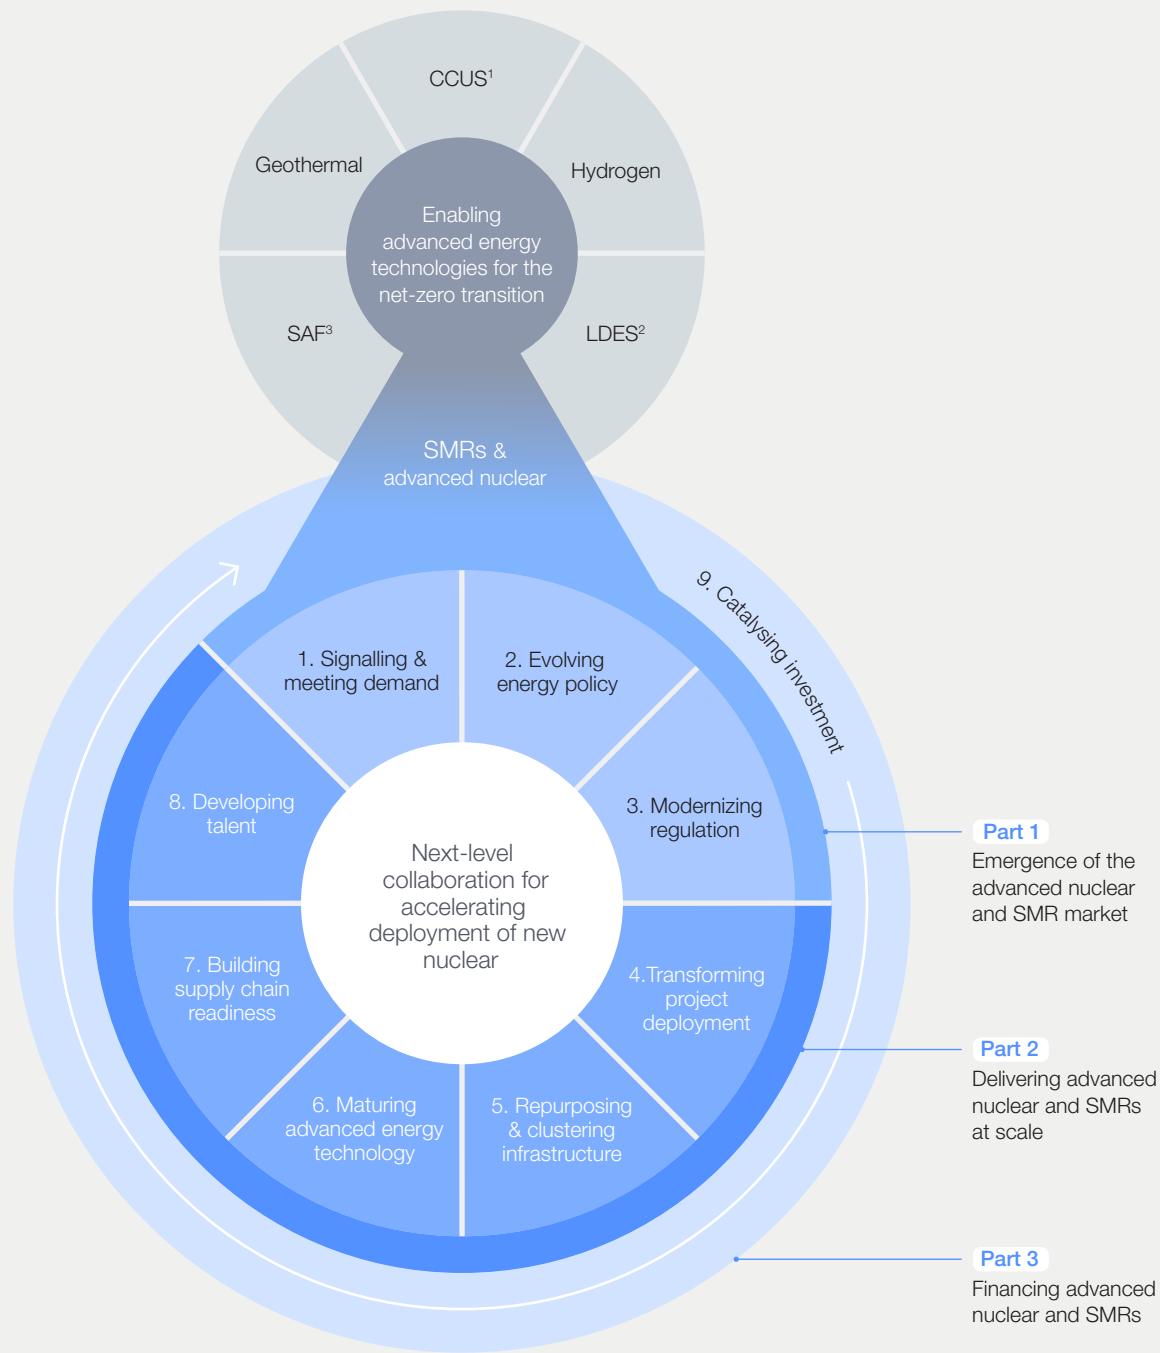 CCUS¹
Geothermal
Hydrogen
Enabling
advanced energy
technologies for the
net-zero transition
SAF³
LDES²
SMRs &
advanced nuclear
9. Catalysing investment
1. Signalling &
meeting demand
2. Evolving
energy policy
3. Modernizing
regulation
8. Developing
talent
Next-level
collaboration for
accelerating
deployment of new
nuclear
4.Transforming
project
deployment
7. Building
supply chain
readiness
6. Maturing
advanced energy
technology
5. Repurposing
& clustering
infrastructure
Part 1
Emergence of the
advanced nuclear
and SMR market
Part 2
Delivering advanced
nuclear and SMRs
at scale
Part 3
Financing advanced
nuclear and SMRs